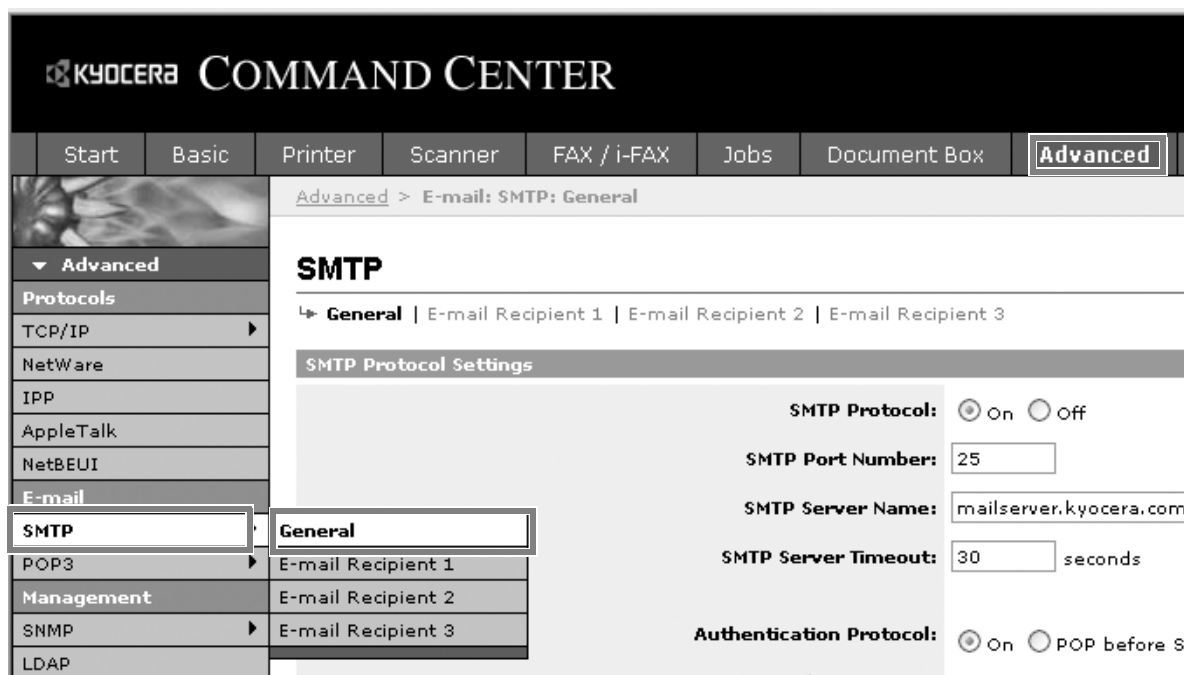 KYOCERA COMMAND CENTER
Start Basic Printer Scanner FAX / i-FAX Jobs Document Box Advanced
Advanced > E-mail: SMTP: General
Advanced
SMTP
Protocols
General | E-mail Recipient 1 | E-mail Recipient 2 | E-mail Recipient 3
TCP/IP
NetWare
IPP
AppleTalk
NetBEUI
E-mail
SMTP
POP3
Management
SNMP
LDAP
General
E-mail Recipient 1
E-mail Recipient 2
E-mail Recipient 3
SMTP Protocol Settings
SMTP Protocol: On Off
SMTP Port Number: 25
SMTP Server Name: mailserver.kyocera.com
SMTP Server Timeout: 30 seconds
Authentication Protocol: On POP before S